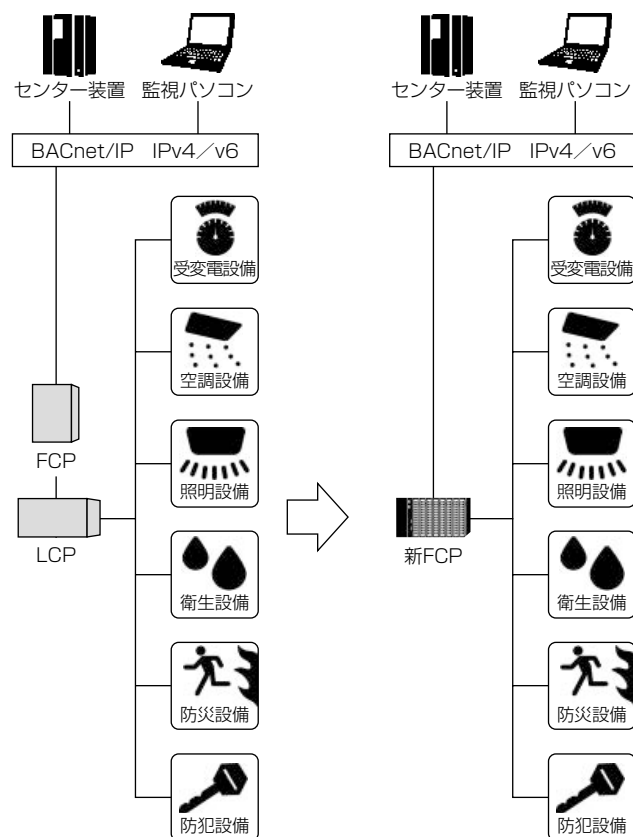 センター装置 監視パソコン
BACnet/IP IPv4／v6
受変電設備
空調設備
FCP
照明設備
LCP
衛生設備
防災設備
防犯設備
センター装置 監視パソコン
BACnet/IP IPv4／v6
受変電設備
空調設備
照明設備
新FCP
衛生設備
防災設備
防犯設備